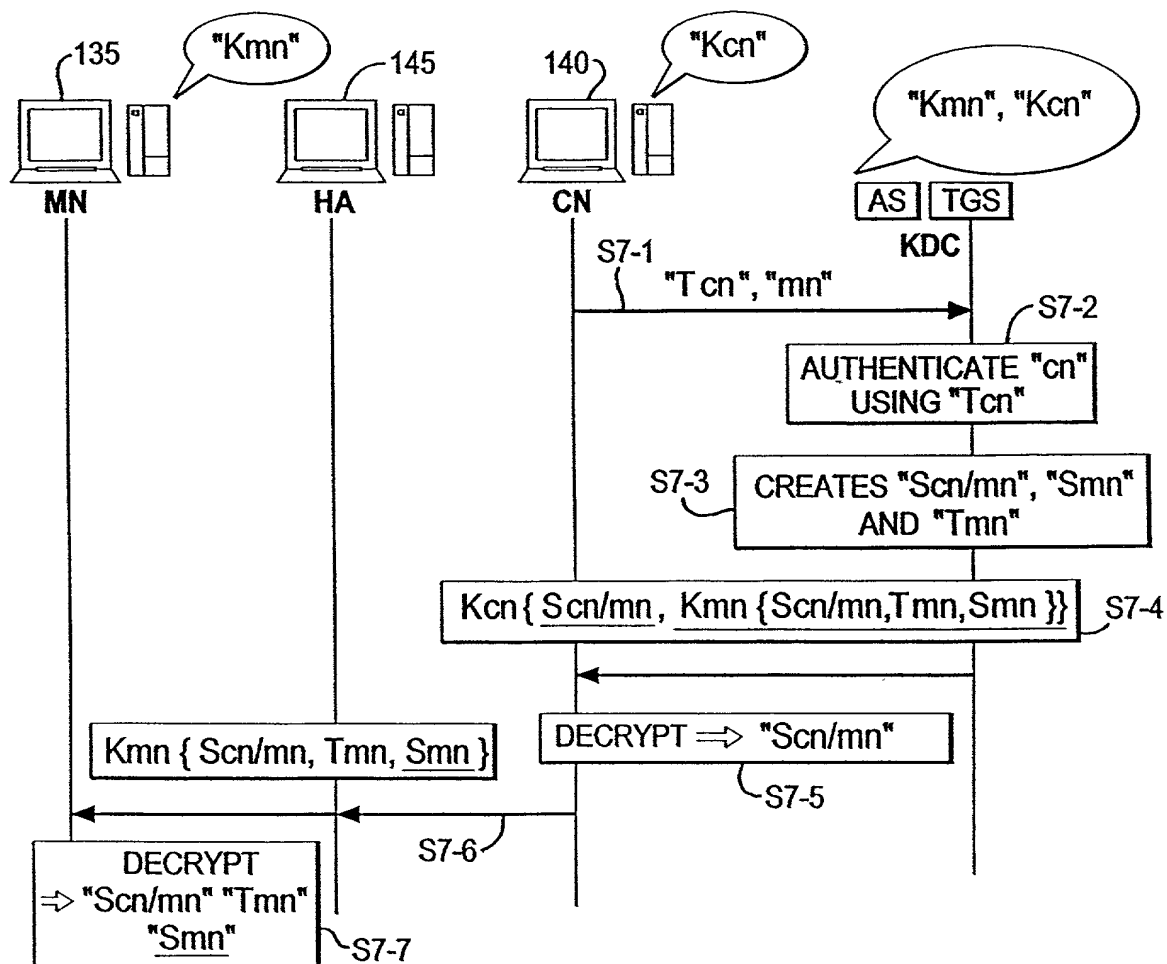 135
"Kmn"
145
140
"Kcn"
"Kmn", "Kcn"
MN
HA
CN
AS
TGS
KDC
S7-1
"Tcn", "mn"
S7-2
AUTHENTICATE "cn"
USING "Tcn"
S7-3
CREATES "Scn/mn", "Smn"
AND "Tmn"
Kcn { Scn/mn, Kmn {Scn/mn,Tmn,Smn }}
S7-4
DECRYPT ⇒ "Scn/mn"
S7-5
Kmn { Scn/mn, Tmn, Smn }
S7-6
DECRYPT
⇒ "Scn/mn" "Tmn"
"Smn"
S7-7